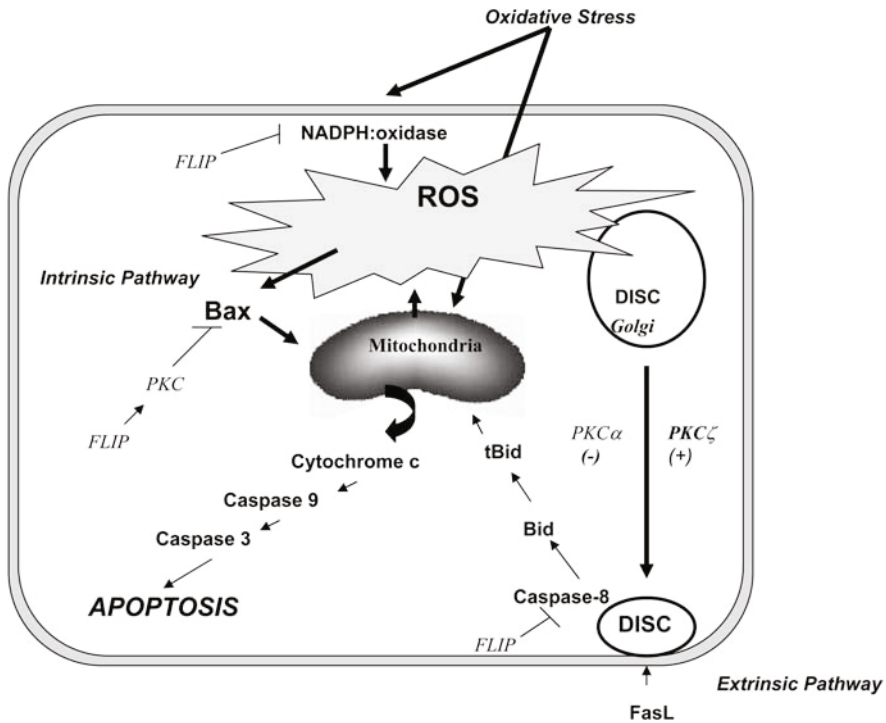 Oxidative Stress
NADPH:oxidase
FLIP
ROS
Intrinsic Pathway
DISC
Golgi
Bax
Mitochondria
PKC
FLIP
PKCα
(-)
PKCζ
(+)
tBid
Cytochrome c
Caspase 9
Bid
Caspase 3
Caspase-8
APOPTOSIS
DISC
FLIP
Extrinsic Pathway
FasL